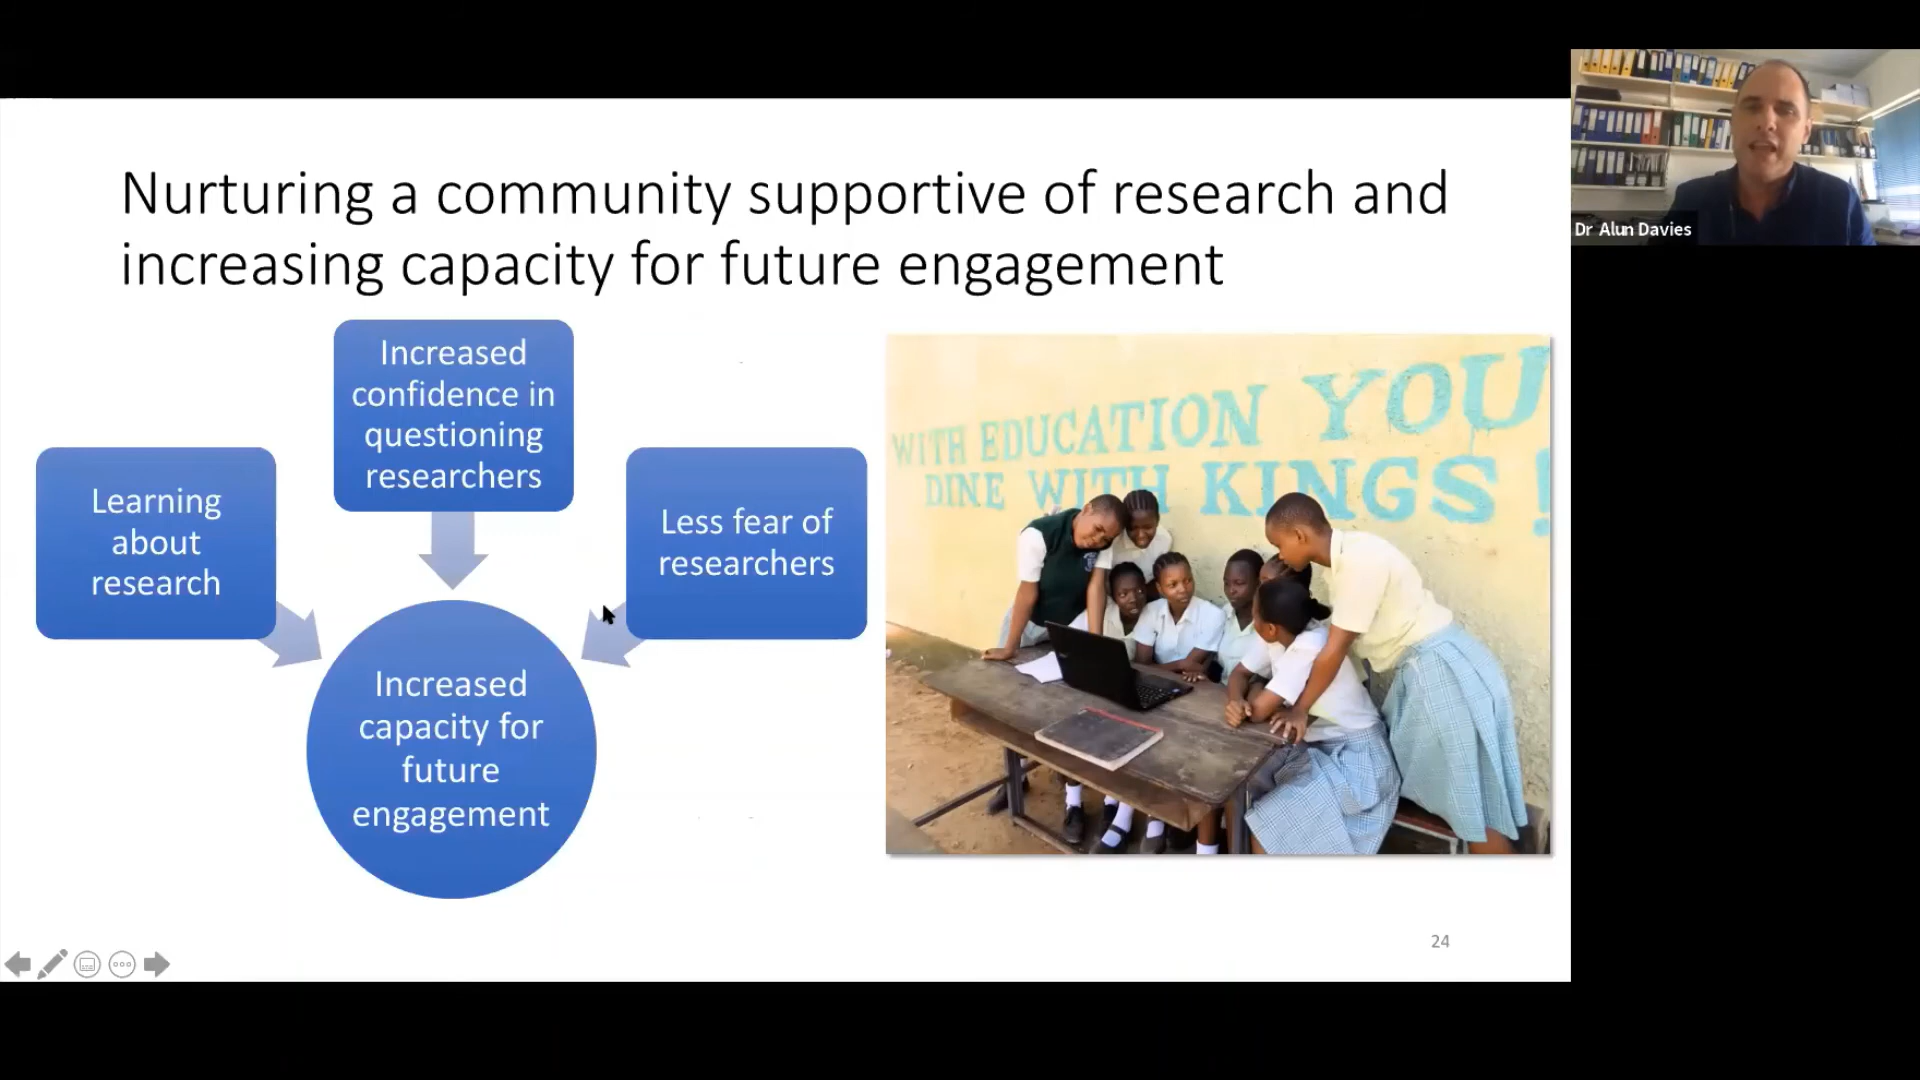 Nurturing a community supportive of research and
increasing capacity for future engagement
Increased
confidence in
questioning
researchers
Learning
about
research
Less fear of
researchers
Increased
capacity for
future
engagement
WITH EDUCATION YOU
DINE WITH KINGS!
24
Dr Alun Davies